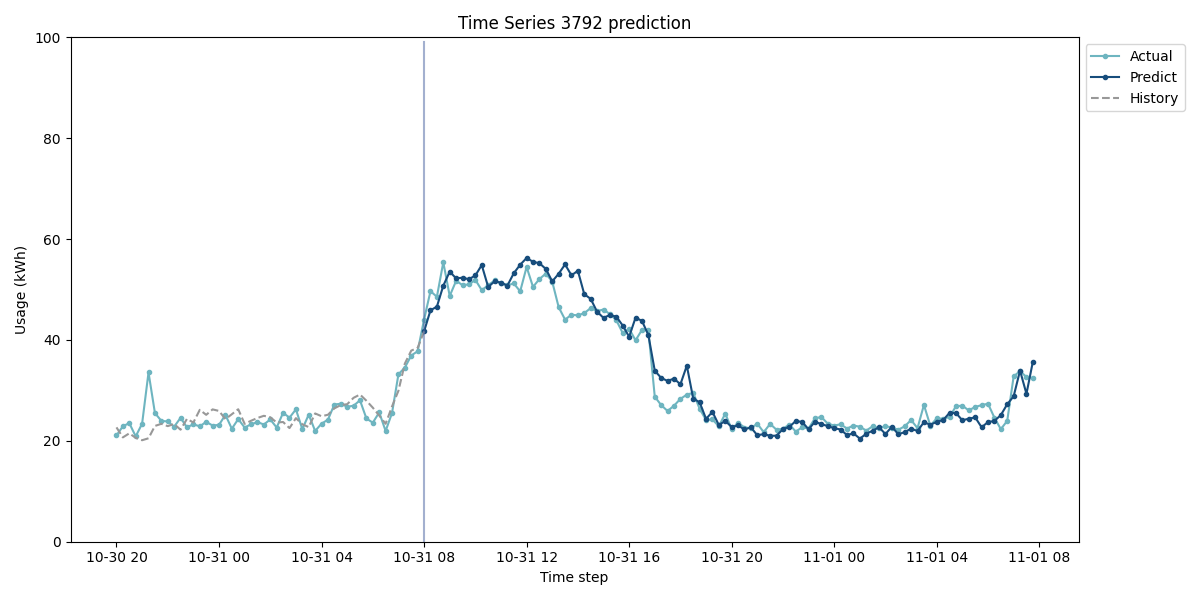 Time Series 3792 prediction
100
80
60
40
20
0
Usage (kWh)
10-30 20
10-31 00
10-31 04
10-31 08
10-31 12
10-31 16
10-31 20
11-01 00
11-01 04
11-01 08
Time step
Actual
Predict
History